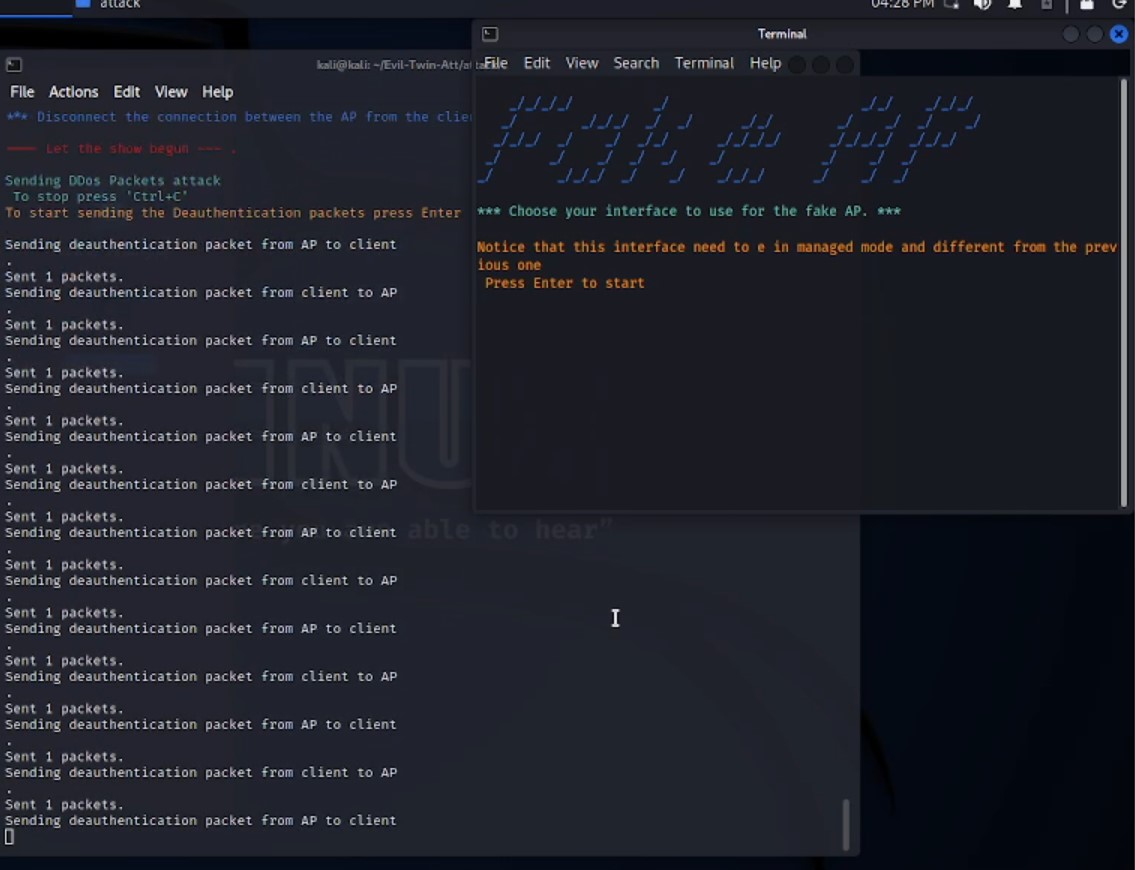 attack
04:28 PM
kali@kali: ~/Evil-Twin-Att/
File Actions Edit View Help
*** Disconnect the connection between the AP from the clie
Let the show begun --- .
Sending DDos Packets attack
To stop press 'Ctrl+C'
To start sending the Deauthentication packets press Enter
Sending deauthentication packet from AP to client
.
Sent 1 packets.
Sending deauthentication packet from client to AP
.
Sent 1 packets.
Sending deauthentication packet from AP to client
.
Sent 1 packets.
Sending deauthentication packet from client to AP
.
Sent 1 packets.
Sending deauthentication packet from AP to client
.
Sent 1 packets.
Sending deauthentication packet from client to AP
.
Sent 1 packets.
Sending deauthentication packet from AP to client
.
Sent 1 packets.
Sending deauthentication packet from client to AP
.
Sent 1 packets.
Sending deauthentication packet from AP to client
.
Sent 1 packets.
Sending deauthentication packet from client to AP
.
Sent 1 packets.
Sending deauthentication packet from AP to client
.
Sent 1 packets.
Sending deauthentication packet from client to AP
.
Sent 1 packets.
Sending deauthentication packet from AP to client
able to hear"
Terminal
File Edit View Search Terminal Help
Fake AP
*** Choose your interface to use for the fake AP. ***
Notice that this interface need to e in managed mode and different from the prev
ious one
Press Enter to start